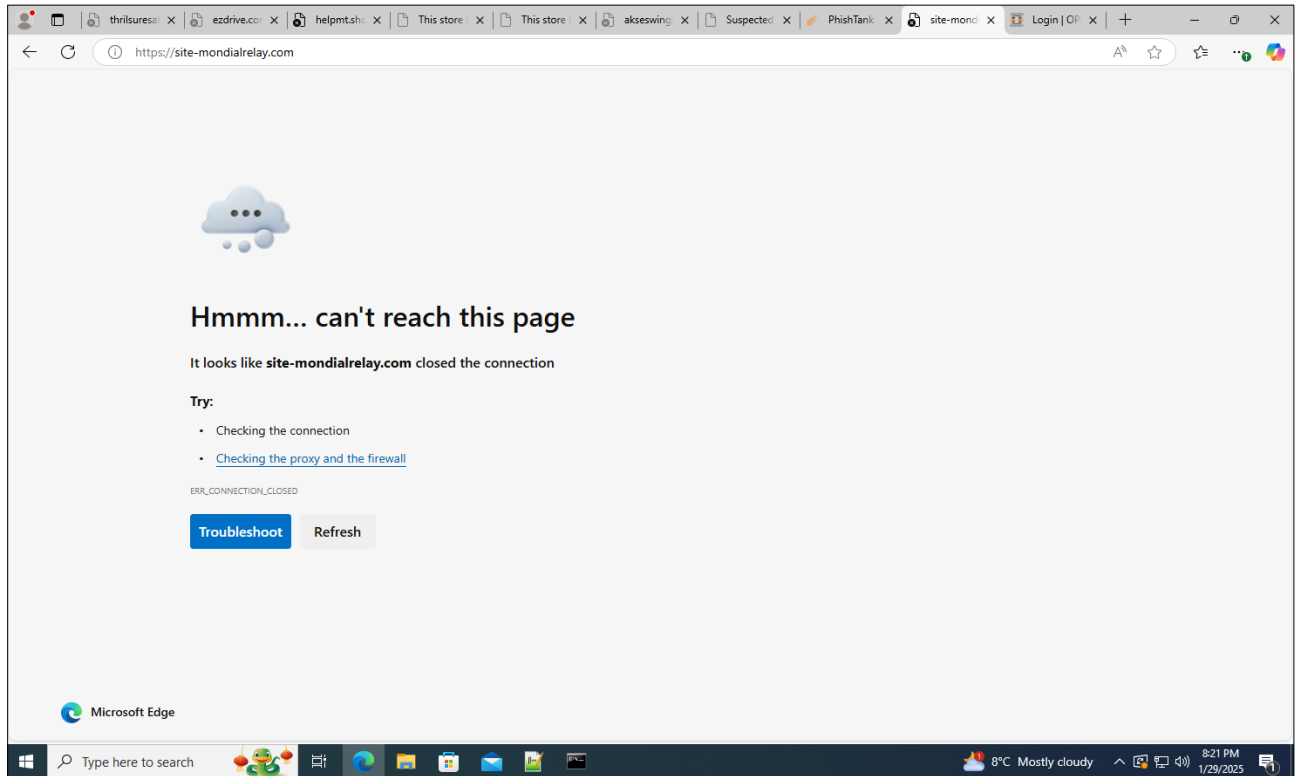 thrilsuresa
ezdrive.co
helpmt.sh
This store
This store
akseswing
Suspected
PhishTank
site-mond
Login | OP
https://site-mondialrelay.com
Hmmm... can't reach this page
It looks like site-mondialrelay.com closed the connection
Try:
• Checking the connection
• Checking the proxy and the firewall
ERR_CONNECTION_CLOSED
Troubleshoot
Refresh
Microsoft Edge
Type here to search
8°C Mostly cloudy
8:21 PM
1/29/2025
1